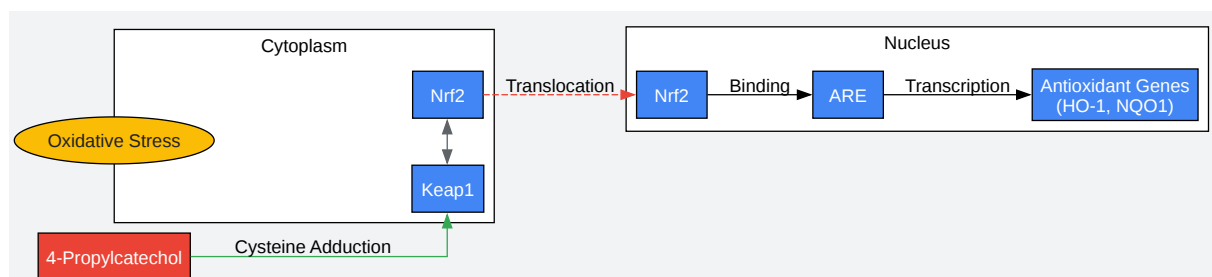 Cytoplasm
Nucleus
Nrf2
Translocation
Nrf2
Binding
ARE
Transcription
Antioxidant Genes
(HO-1, NQO1)
Oxidative Stress
Keap1
4-Propylcatechol
Cysteine Adduction